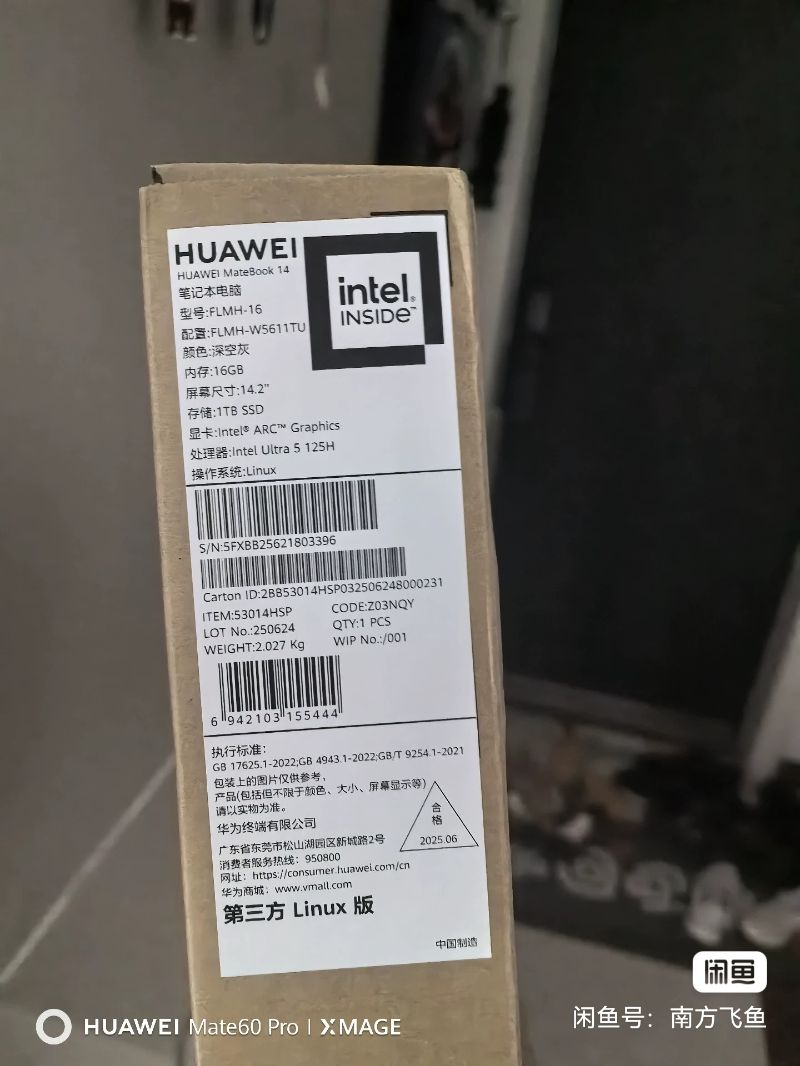 HUAWEI
HUAWEI MateBook 14
笔记本电脑
型号:FLMH-16
配置:FLMH-W5611TU
颜色:深空灰
内存:16GB
屏幕尺寸:14.2"
存储:1TB SSD
显卡:Intel® ARC™ Graphics
处理器:Intel Ultra 5 125H
操作系统:Linux
intel®
INSIDe™
S/N:5FXBB25621803396
Carton ID:2BB53014HSP032506248000231
ITEM:53014HSP CODE:Z03NQY
LOT No.:250624 QTY:1 PCS
WEIGHT:2.027 Kg WIP No.:/001
6 942103 155444
执行标准：
GB 17625.1-2022;GB 4943.1-2022;GB/T 9254.1-2021
包装上的图片仅供参考，
产品(包括但不限于颜色、大小、屏幕显示等)
请以实物为准。
华为终端有限公司
广东省东莞市松山湖园区新城路2号
消费者服务热线：950800
网址：https://consumer.huawei.com/cn
华为商城：www.vmall.com
合格
2025.06
第三方 Linux 版
中国制造
闲鱼
闲鱼号：南方飞鱼
HUAWEI Mate60 Pro | XMAGE